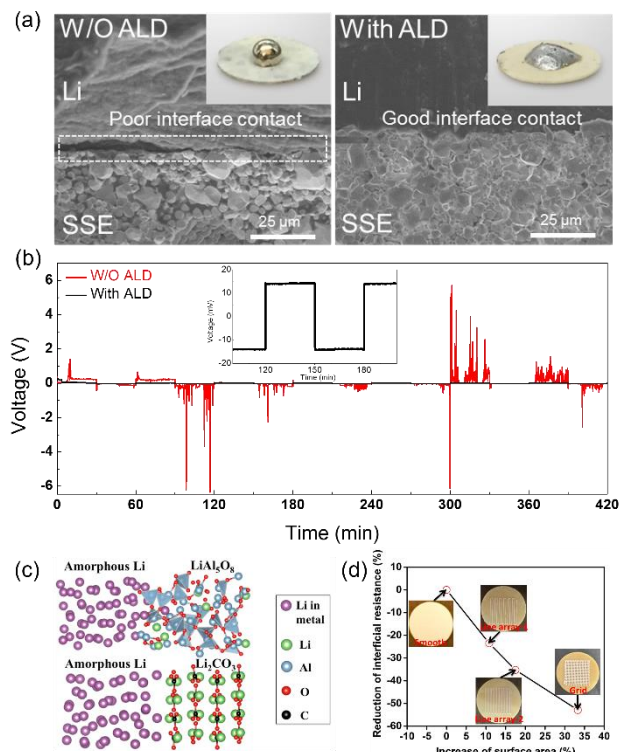 (a)
W/O ALD
Li
Poor interface contact
SSE
25 µm
With ALD
Li
Good interface contact
SSE
25 µm
(b)
W/O ALD
With ALD
Voltage (V)
6
4
2
0
-2
-4
-6
0 60 120 180 240 300 360 420
Time (min)
Voltage (mV)
20
10
0
-10
-20
120 150 180
Time (min)
(c)
Amorphous Li LiAl₅O₈
Amorphous Li Li₂CO₃
Li in
metal
Li
Al
O
C
(d)
Reduction of interficial resistance (%)
10
0
-10
-20
-30
-40
-50
-60
Smooth
Line array
Line array2
Grid
-10 -5 0 5 10 15 20 25 30 35 40
Increase of surface area (%)